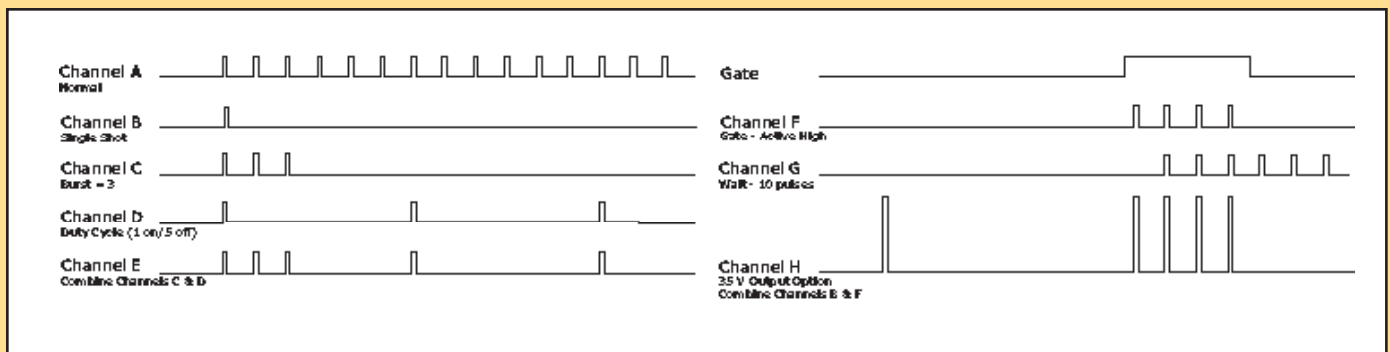 Channel A
Normal
Channel B
Single Shot
Channel C
Burst = 3
Channel D
Duty Cycle (1 on/5 off)
Channel E
Combine Channels C & D
Gate
Channel F
Gate - Active High
Channel G
Wait - 10 pulses
Channel H
35 V Output Option
Combine Channels B & F